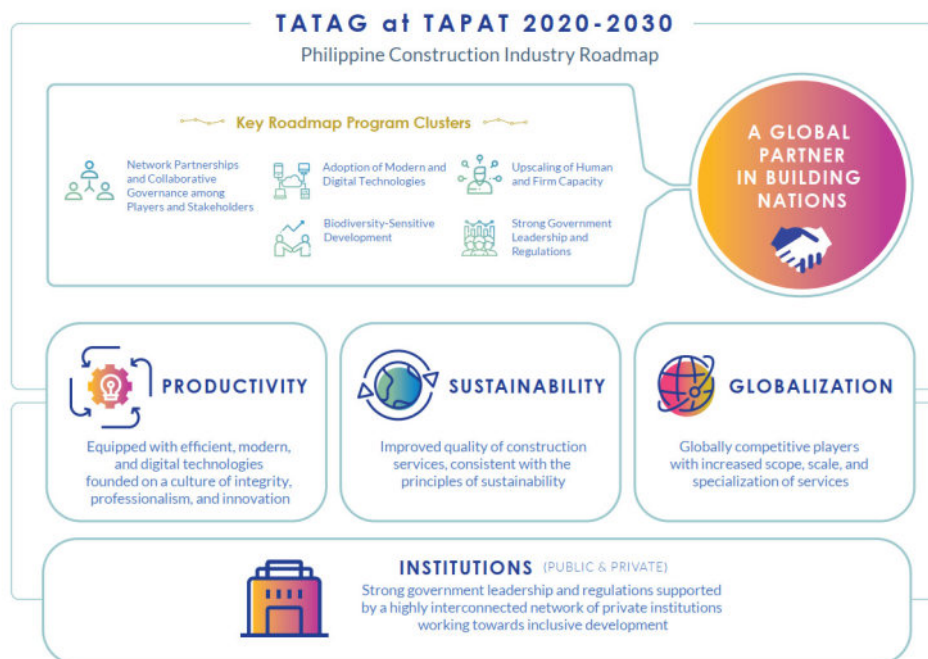 TATAG at TAPAT 2020-2030
Philippine Construction Industry Roadmap
Key Roadmap Program Clusters
Network Partnerships
and Collaborative
Governance among
Players and Stakeholders
Adoption of Modern and
Digital Technologies
Upscaling of Human
and Firm Capacity
Biodiversity-Sensitive
Development
Strong Government
Leadership and
Regulations
A GLOBAL
PARTNER
IN BUILDING
NATIONS
PRODUCTIVITY
Equipped with efficient, modern,
and digital technologies
founded on a culture of integrity,
professionalism, and innovation
SUSTAINABILITY
Improved quality of construction
services, consistent with the
principles of sustainability
GLOBALIZATION
Globally competitive players
with increased scope, scale, and
specialization of services
INSTITUTIONS (PUBLIC & PRIVATE)
Strong government leadership and regulations supported
by a highly interconnected network of private institutions
working towards inclusive development